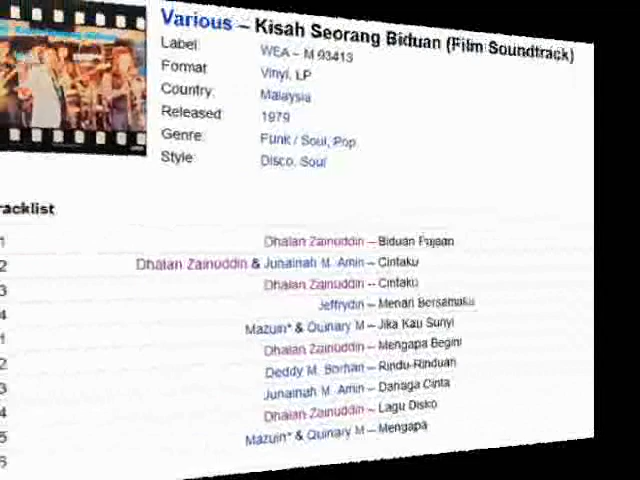 Various – Kisah Seorang Biduan (Film Soundtrack)
Label: WEA – M 93413
Format: Vinyl, LP
Country: Malaysia
Released: 1979
Genre: Funk / Soul, Pop
Style: Disco, Soul
racklist
1 Dhalan Zainuddin – Biduan Pujaan
2 Dhalan Zainuddin & Junainah M. Amin – Cintaku
3 Dhalan Zainuddin – Cintaku
4 Jeffrydin – Menari Bersamaku
1 Mazuin* & Quinary M – Jika Kau Sunyi
2 Dhalan Zainuddin – Mengapa Begini
3 Deddy M. Borhan – Rindu-Rinduan
4 Junainah M. Amin – Dahaga Cinta
5 Dhalan Zainuddin – Lagu Disko
6 Mazuin* & Quinary M – Mengapa